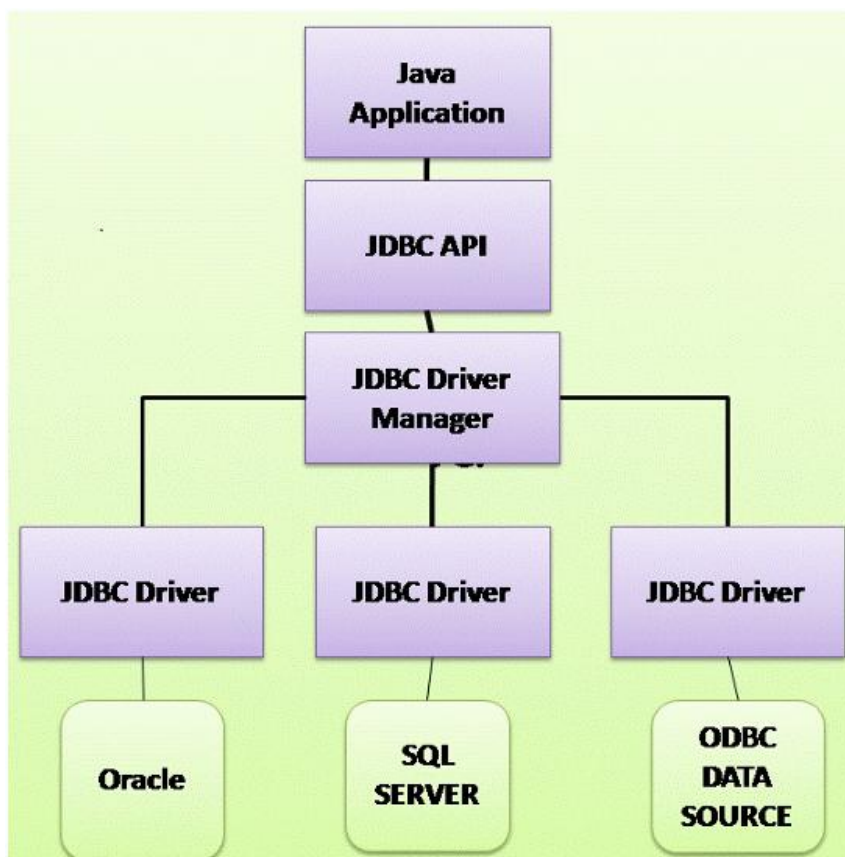 Java
Application
JDBC API
JDBC Driver
Manager
JDBC Driver
JDBC Driver
JDBC Driver
Oracle
SQL
SERVER
ODBC
DATA
SOURCE